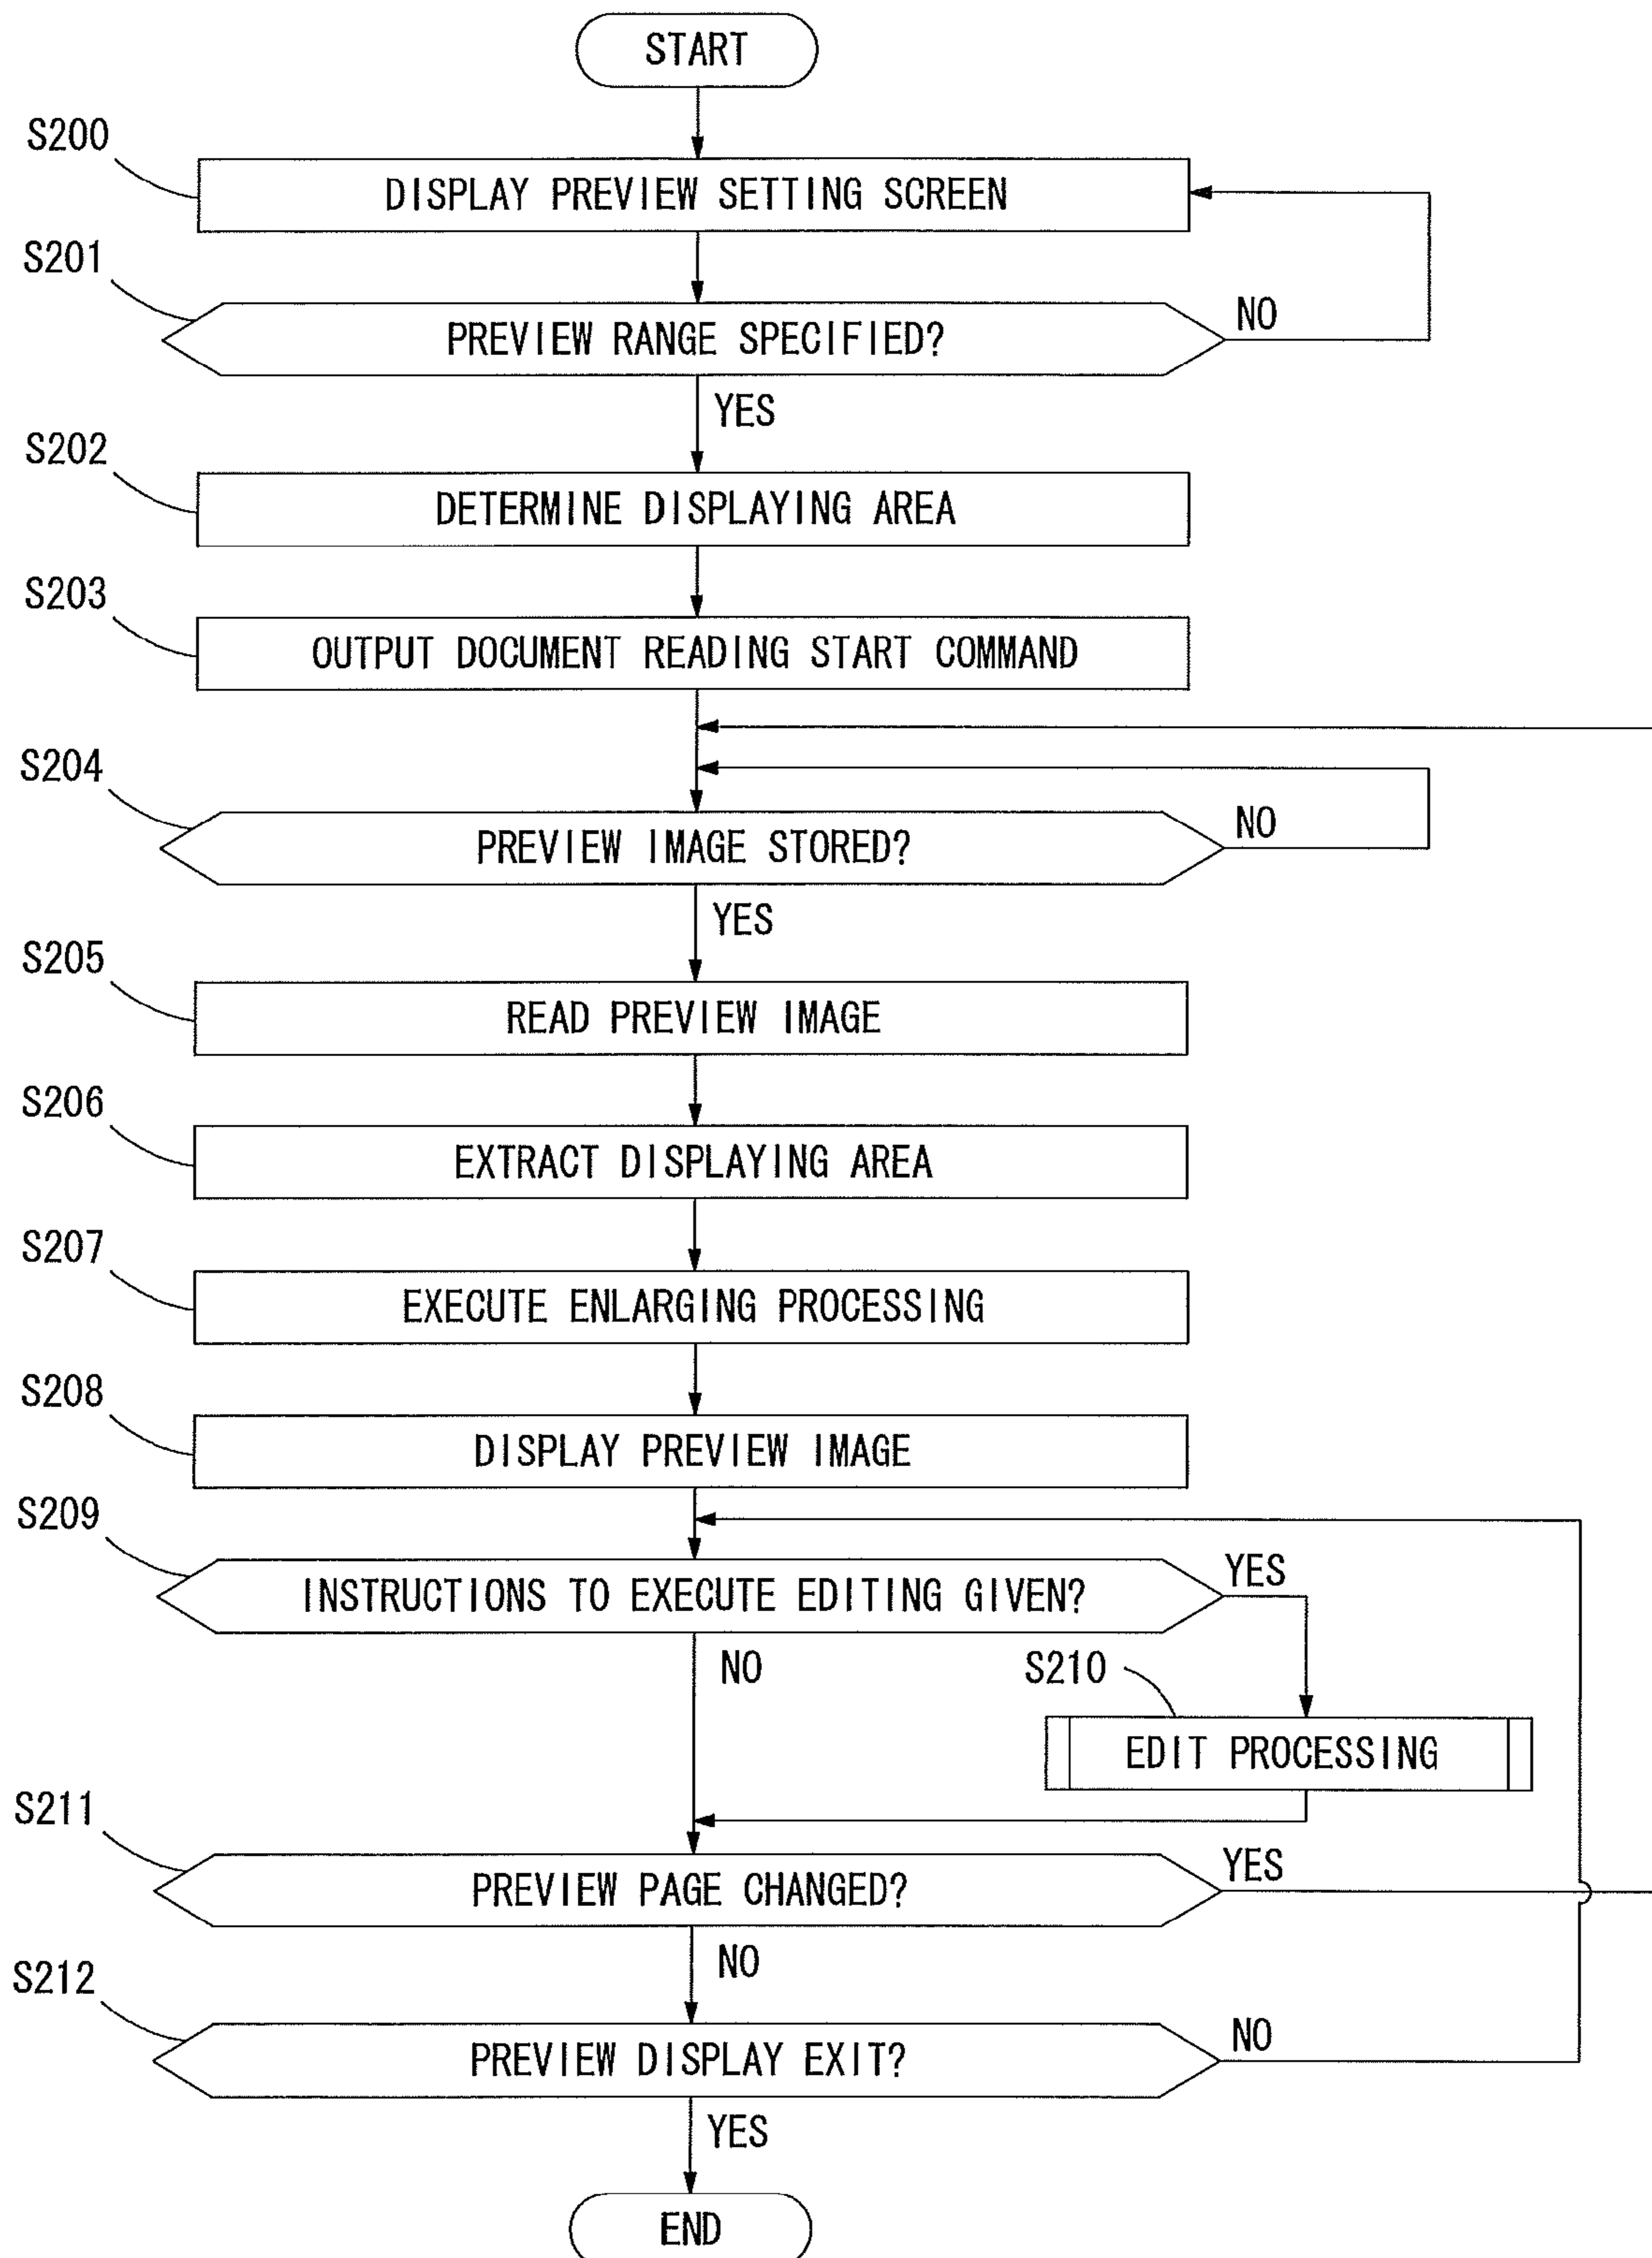 START
S200
DISPLAY PREVIEW SETTING SCREEN
S201
PREVIEW RANGE SPECIFIED?
NO
YES
S202
DETERMINE DISPLAYING AREA
S203
OUTPUT DOCUMENT READING START COMMAND
S204
PREVIEW IMAGE STORED?
NO
YES
S205
READ PREVIEW IMAGE
S206
EXTRACT DISPLAYING AREA
S207
EXECUTE ENLARGING PROCESSING
S208
DISPLAY PREVIEW IMAGE
S209
INSTRUCTIONS TO EXECUTE EDITING GIVEN?
YES
NO
S210
EDIT PROCESSING
S211
PREVIEW PAGE CHANGED?
YES
NO
S212
PREVIEW DISPLAY EXIT?
NO
YES
END